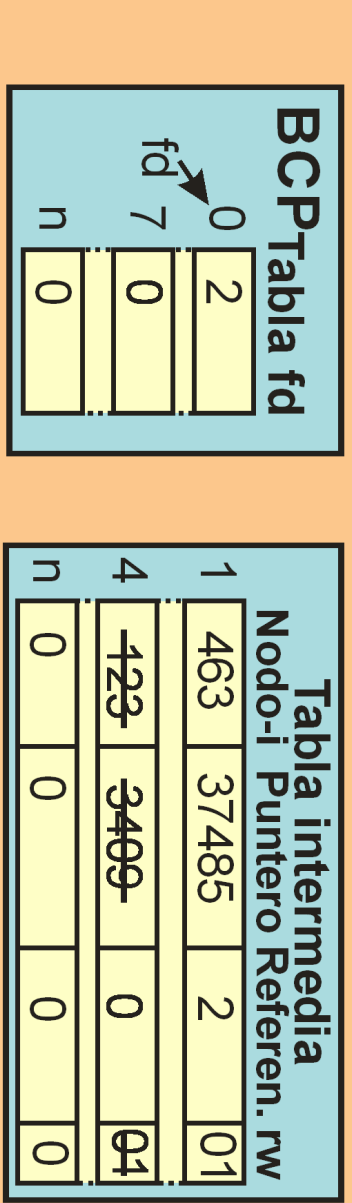 BCP
Tabla fd
fd
0 2
7 0
n 0
Tabla intermedia
Nodo-i Puntero Referen. rw
1 463 37485 2 01
4 123 3409 0 01
n 0 0 0 0